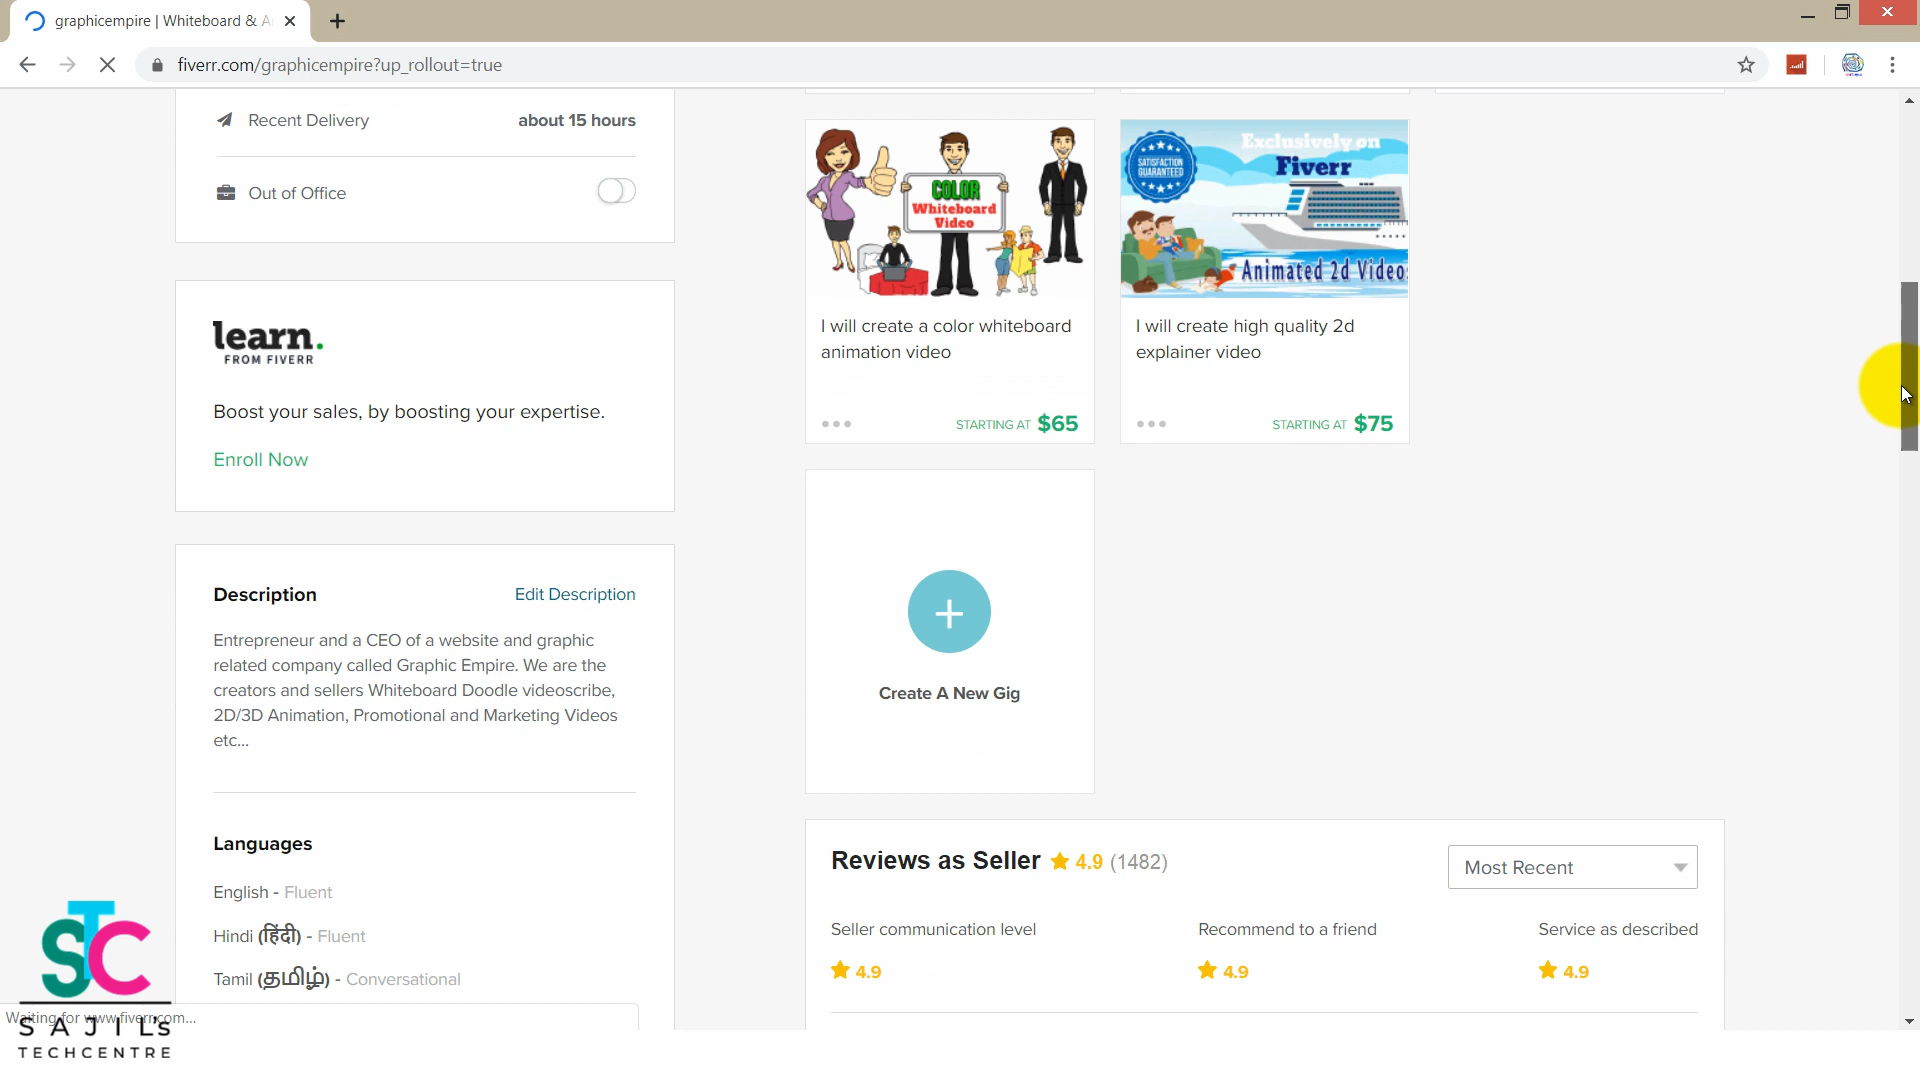 graphicempire | Whiteboard & A
fiverr.com/graphicempire?up_rollout=true
Recent Delivery about 15 hours
Out of Office
learn.
FROM FIVERR
Boost your sales, by boosting your expertise.
Enroll Now
Description Edit Description
Entrepreneur and a CEO of a website and graphic
related company called Graphic Empire. We are the
creators and sellers Whiteboard Doodle videoscribe,
2D/3D Animation, Promotional and Marketing Videos
etc...
Languages
English - Fluent
Hindi (हिंदी) - Fluent
Tamil (தமிழ்) - Conversational
COLOR
Whiteboard
Video
I will create a color whiteboard
animation video
STARTING AT $65
SATISFACTION
GUARANTEED
Exclusively on
Fiverr
Animated 2d Video
I will create high quality 2d
explainer video
STARTING AT $75
Create A New Gig
Reviews as Seller 4.9 (1482)
Most Recent
Seller communication level Recommend to a friend Service as described
4.9 4.9 4.9
Waiting for www.fiverr.com...
STC
SAJIL's
TECHCENTRE